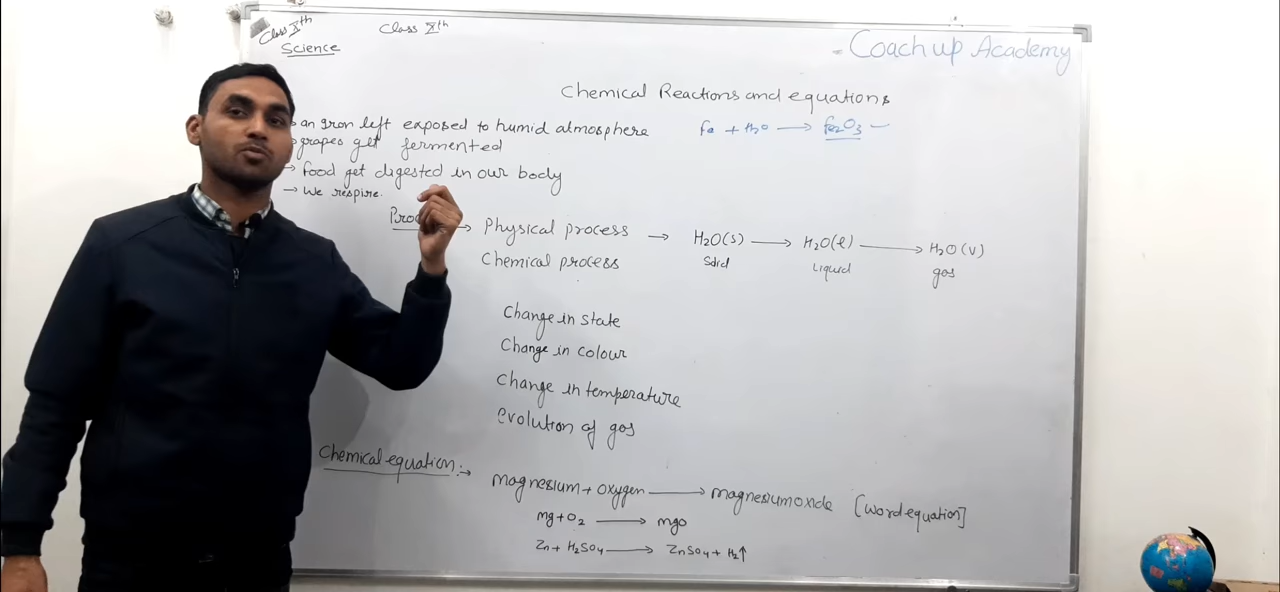 Class Xth
Class Xth
Science
Coachup Academy
Chemical Reactions and equations
an Iron left exposed to humid atmosphere
Fe + H2O → Fe2O3
grapes get fermented
→ food get digested in our body
→ We respire.
→ Physical process → H2O(s) → H2O(l) → H2O(v)
Solid Liquid gas
Chemical process
Change in state
Change in colour
Change in temperature
Evolution of gas
Chemical equation :→ Magnesium + oxygen → Magnesium oxide [Word equation]
Mg + O2 → MgO
Zn + H2SO4 → ZnSO4 + H2↑